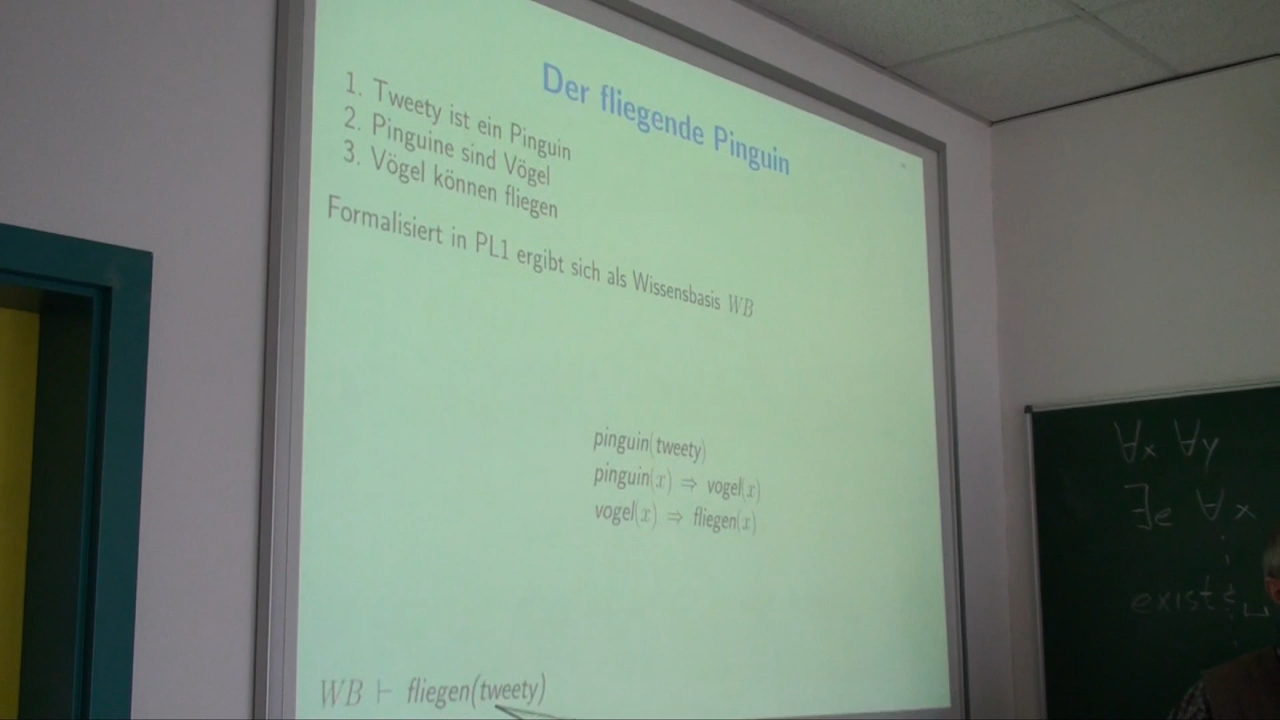 Der fliegende Pinguin
1. Tweety ist ein Pinguin
2. Pinguine sind Vögel
3. Vögel können fliegen
Formalisiert in PL1 ergibt sich als Wissensbasis WB
pinguin(tweety)
pinguin(x) ⇒ vogel(x)
vogel(x) ⇒ fliegen(x)
WB ⊢ fliegen(tweety)
∀x ∀y
∃e ∀x
exist